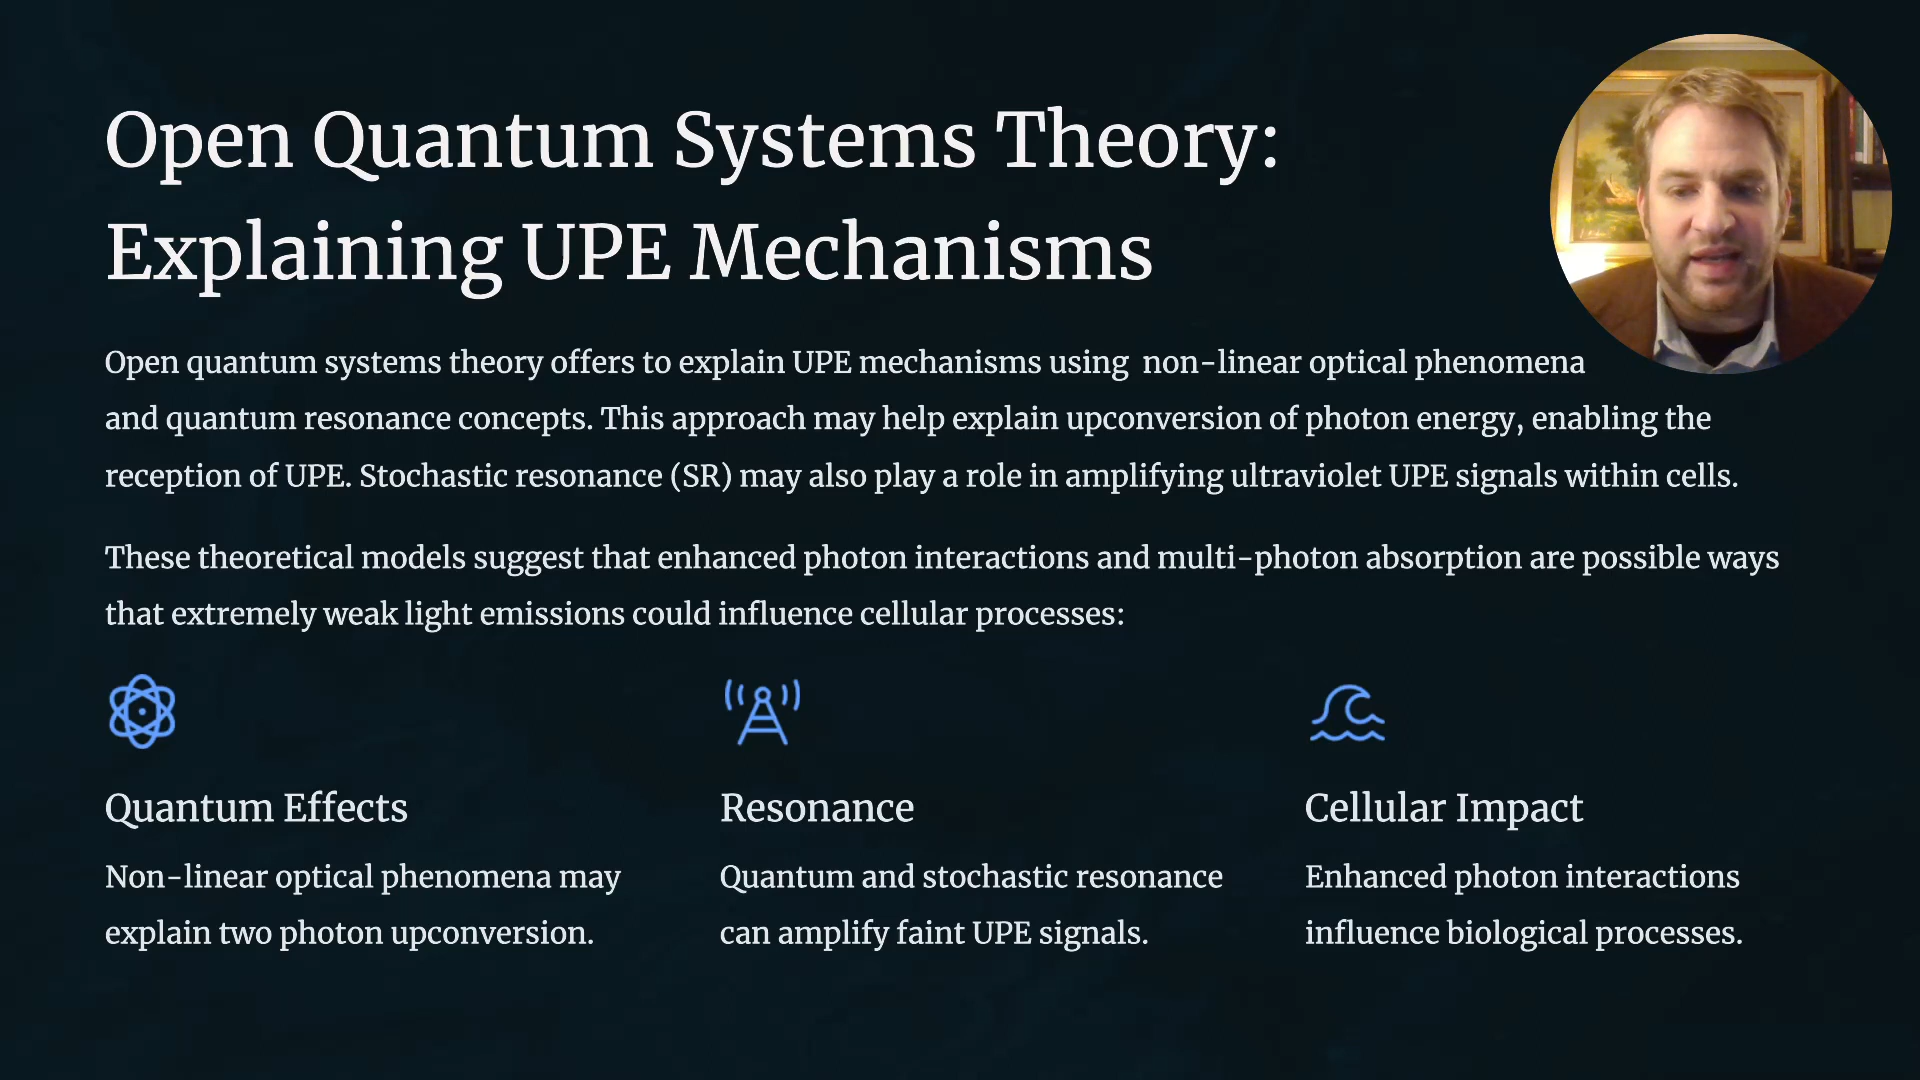 Open Quantum Systems Theory:
Explaining UPE Mechanisms
Open quantum systems theory offers to explain UPE mechanisms using  non-linear optical phenomena
and quantum resonance concepts. This approach may help explain upconversion of photon energy, enabling the
reception of UPE. Stochastic resonance (SR) may also play a role in amplifying ultraviolet UPE signals within cells.
These theoretical models suggest that enhanced photon interactions and multi-photon absorption are possible ways
that extremely weak light emissions could influence cellular processes:
Quantum Effects
Non-linear optical phenomena may
explain two photon upconversion.
Resonance
Quantum and stochastic resonance
can amplify faint UPE signals.
Cellular Impact
Enhanced photon interactions
influence biological processes.